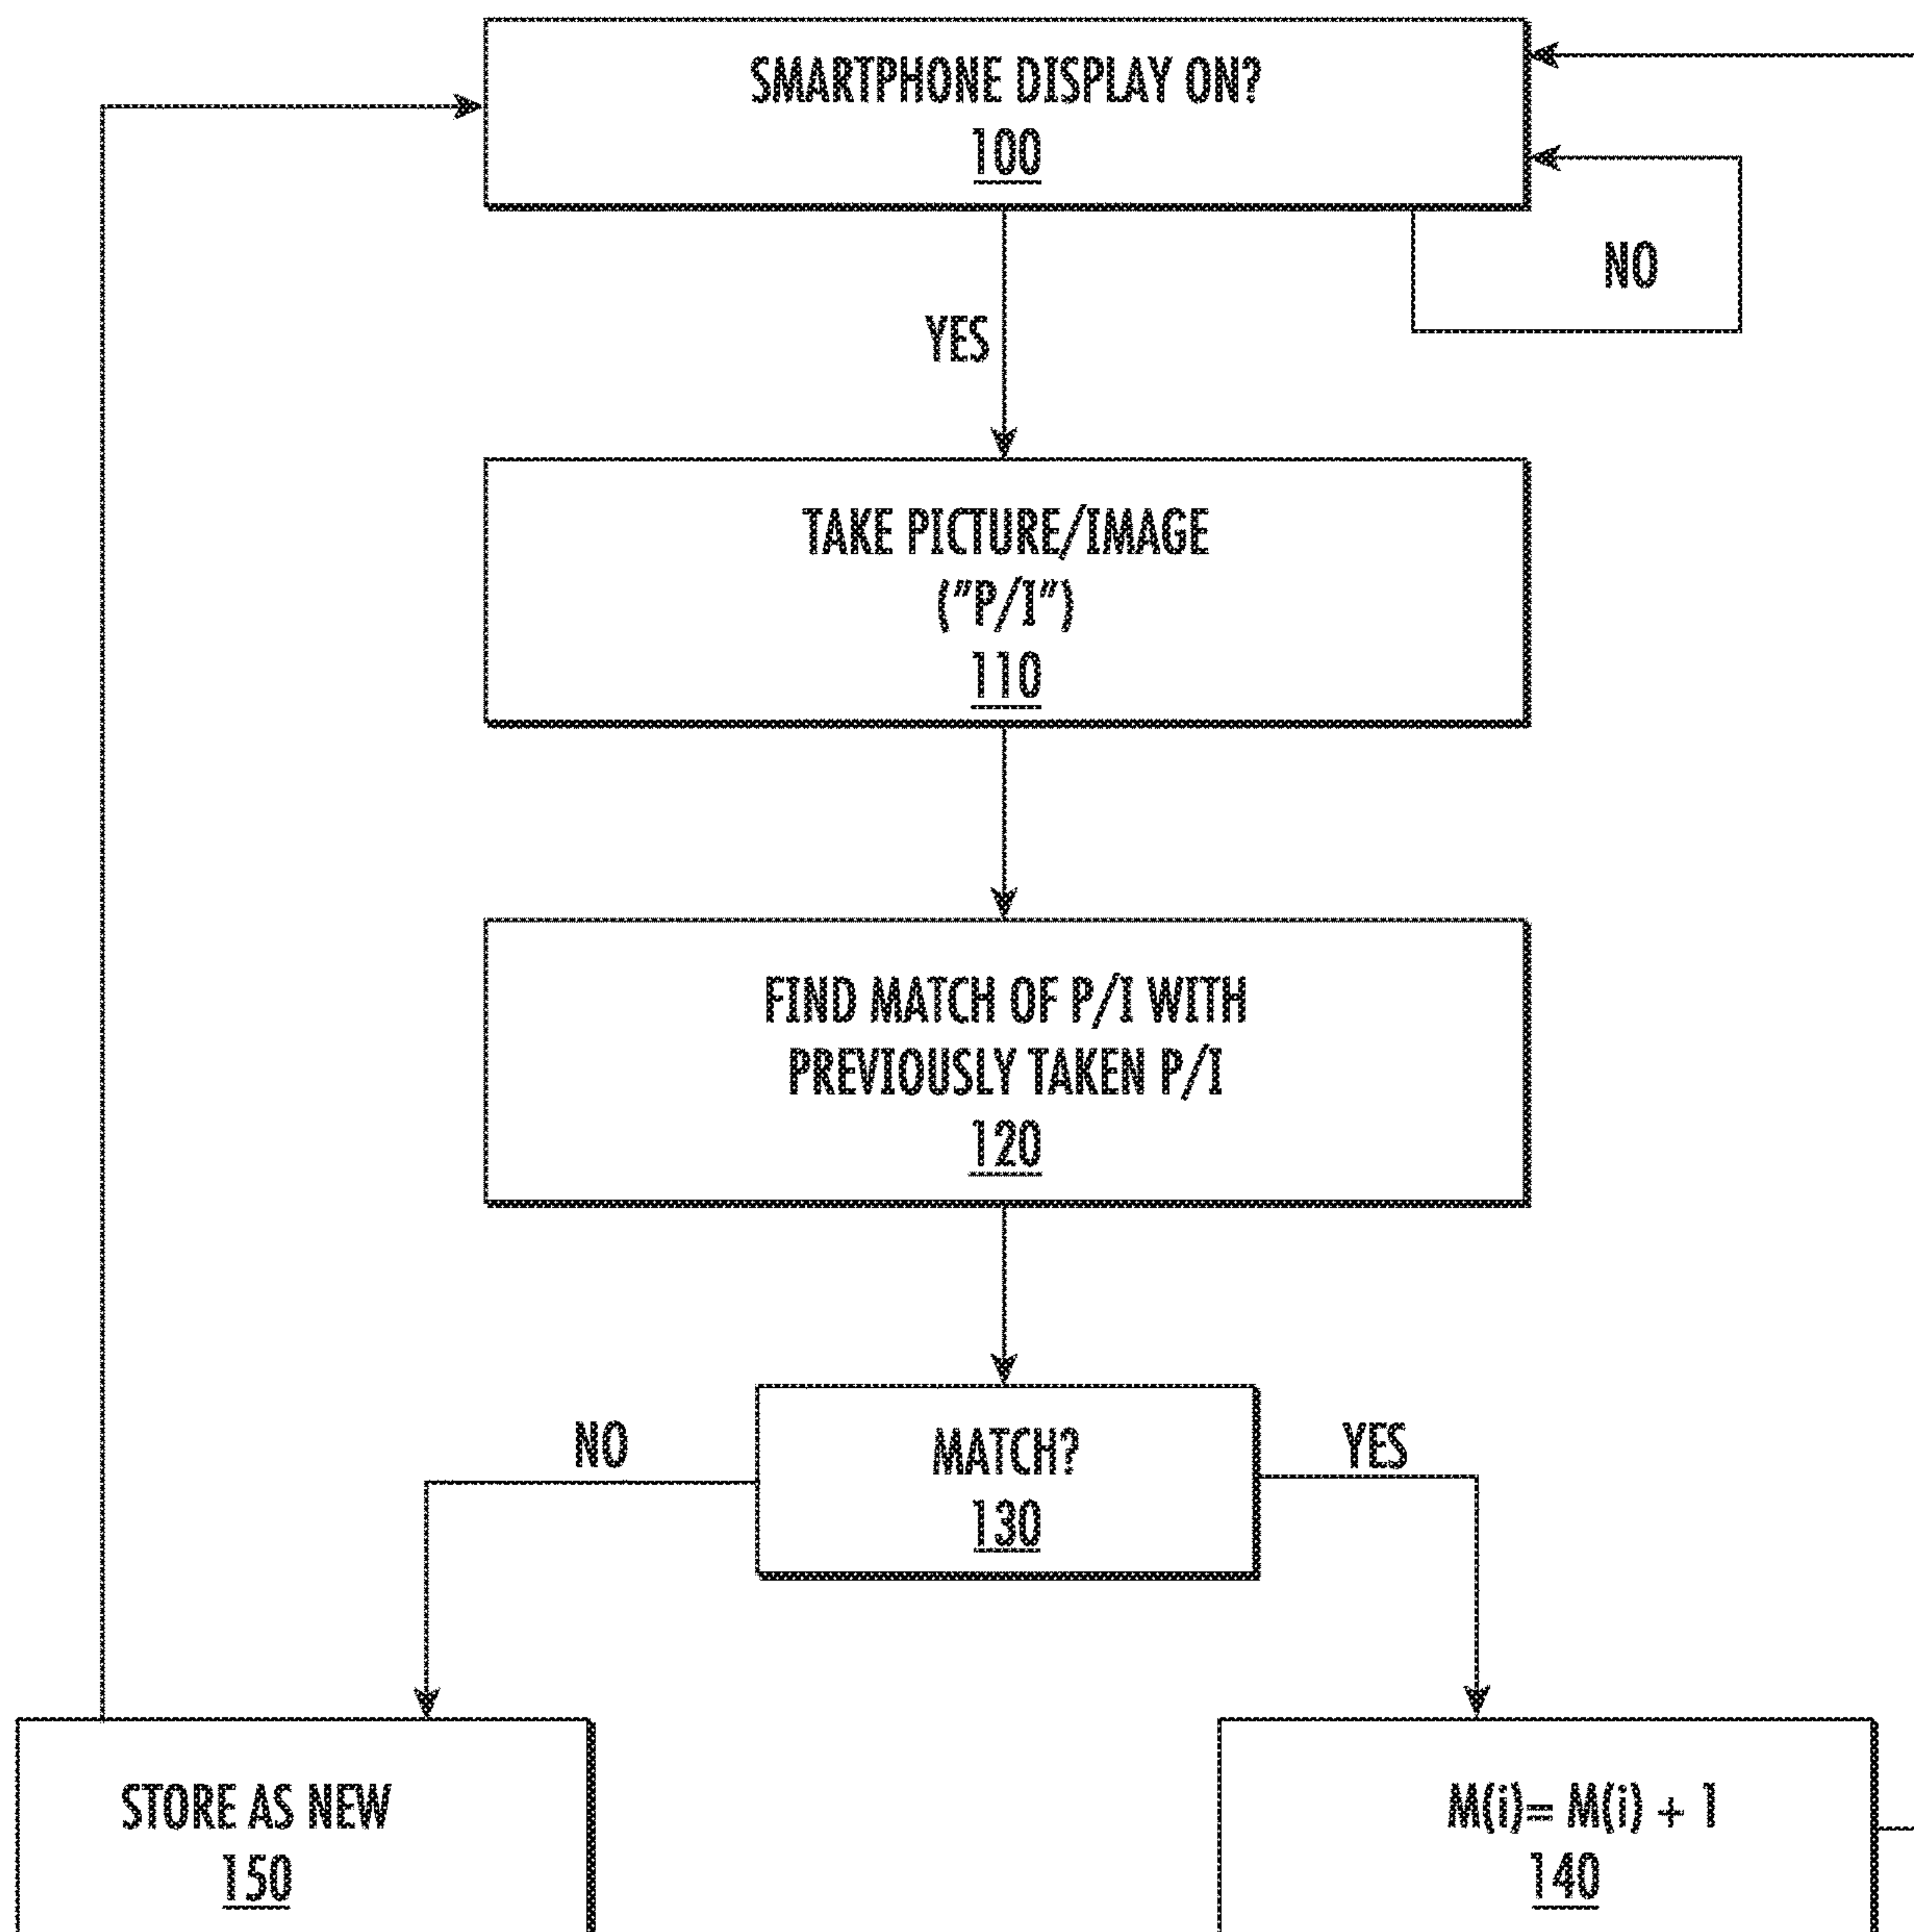 SMARTPHONE DISPLAY ON?
100
NO
YES
TAKE PICTURE/IMAGE
("P/I")
110
FIND MATCH OF P/I WITH
PREVIOUSLY TAKEN P/I
120
NO
MATCH?
130
YES
STORE AS NEW
150
M(i)= M(i) + 1
140